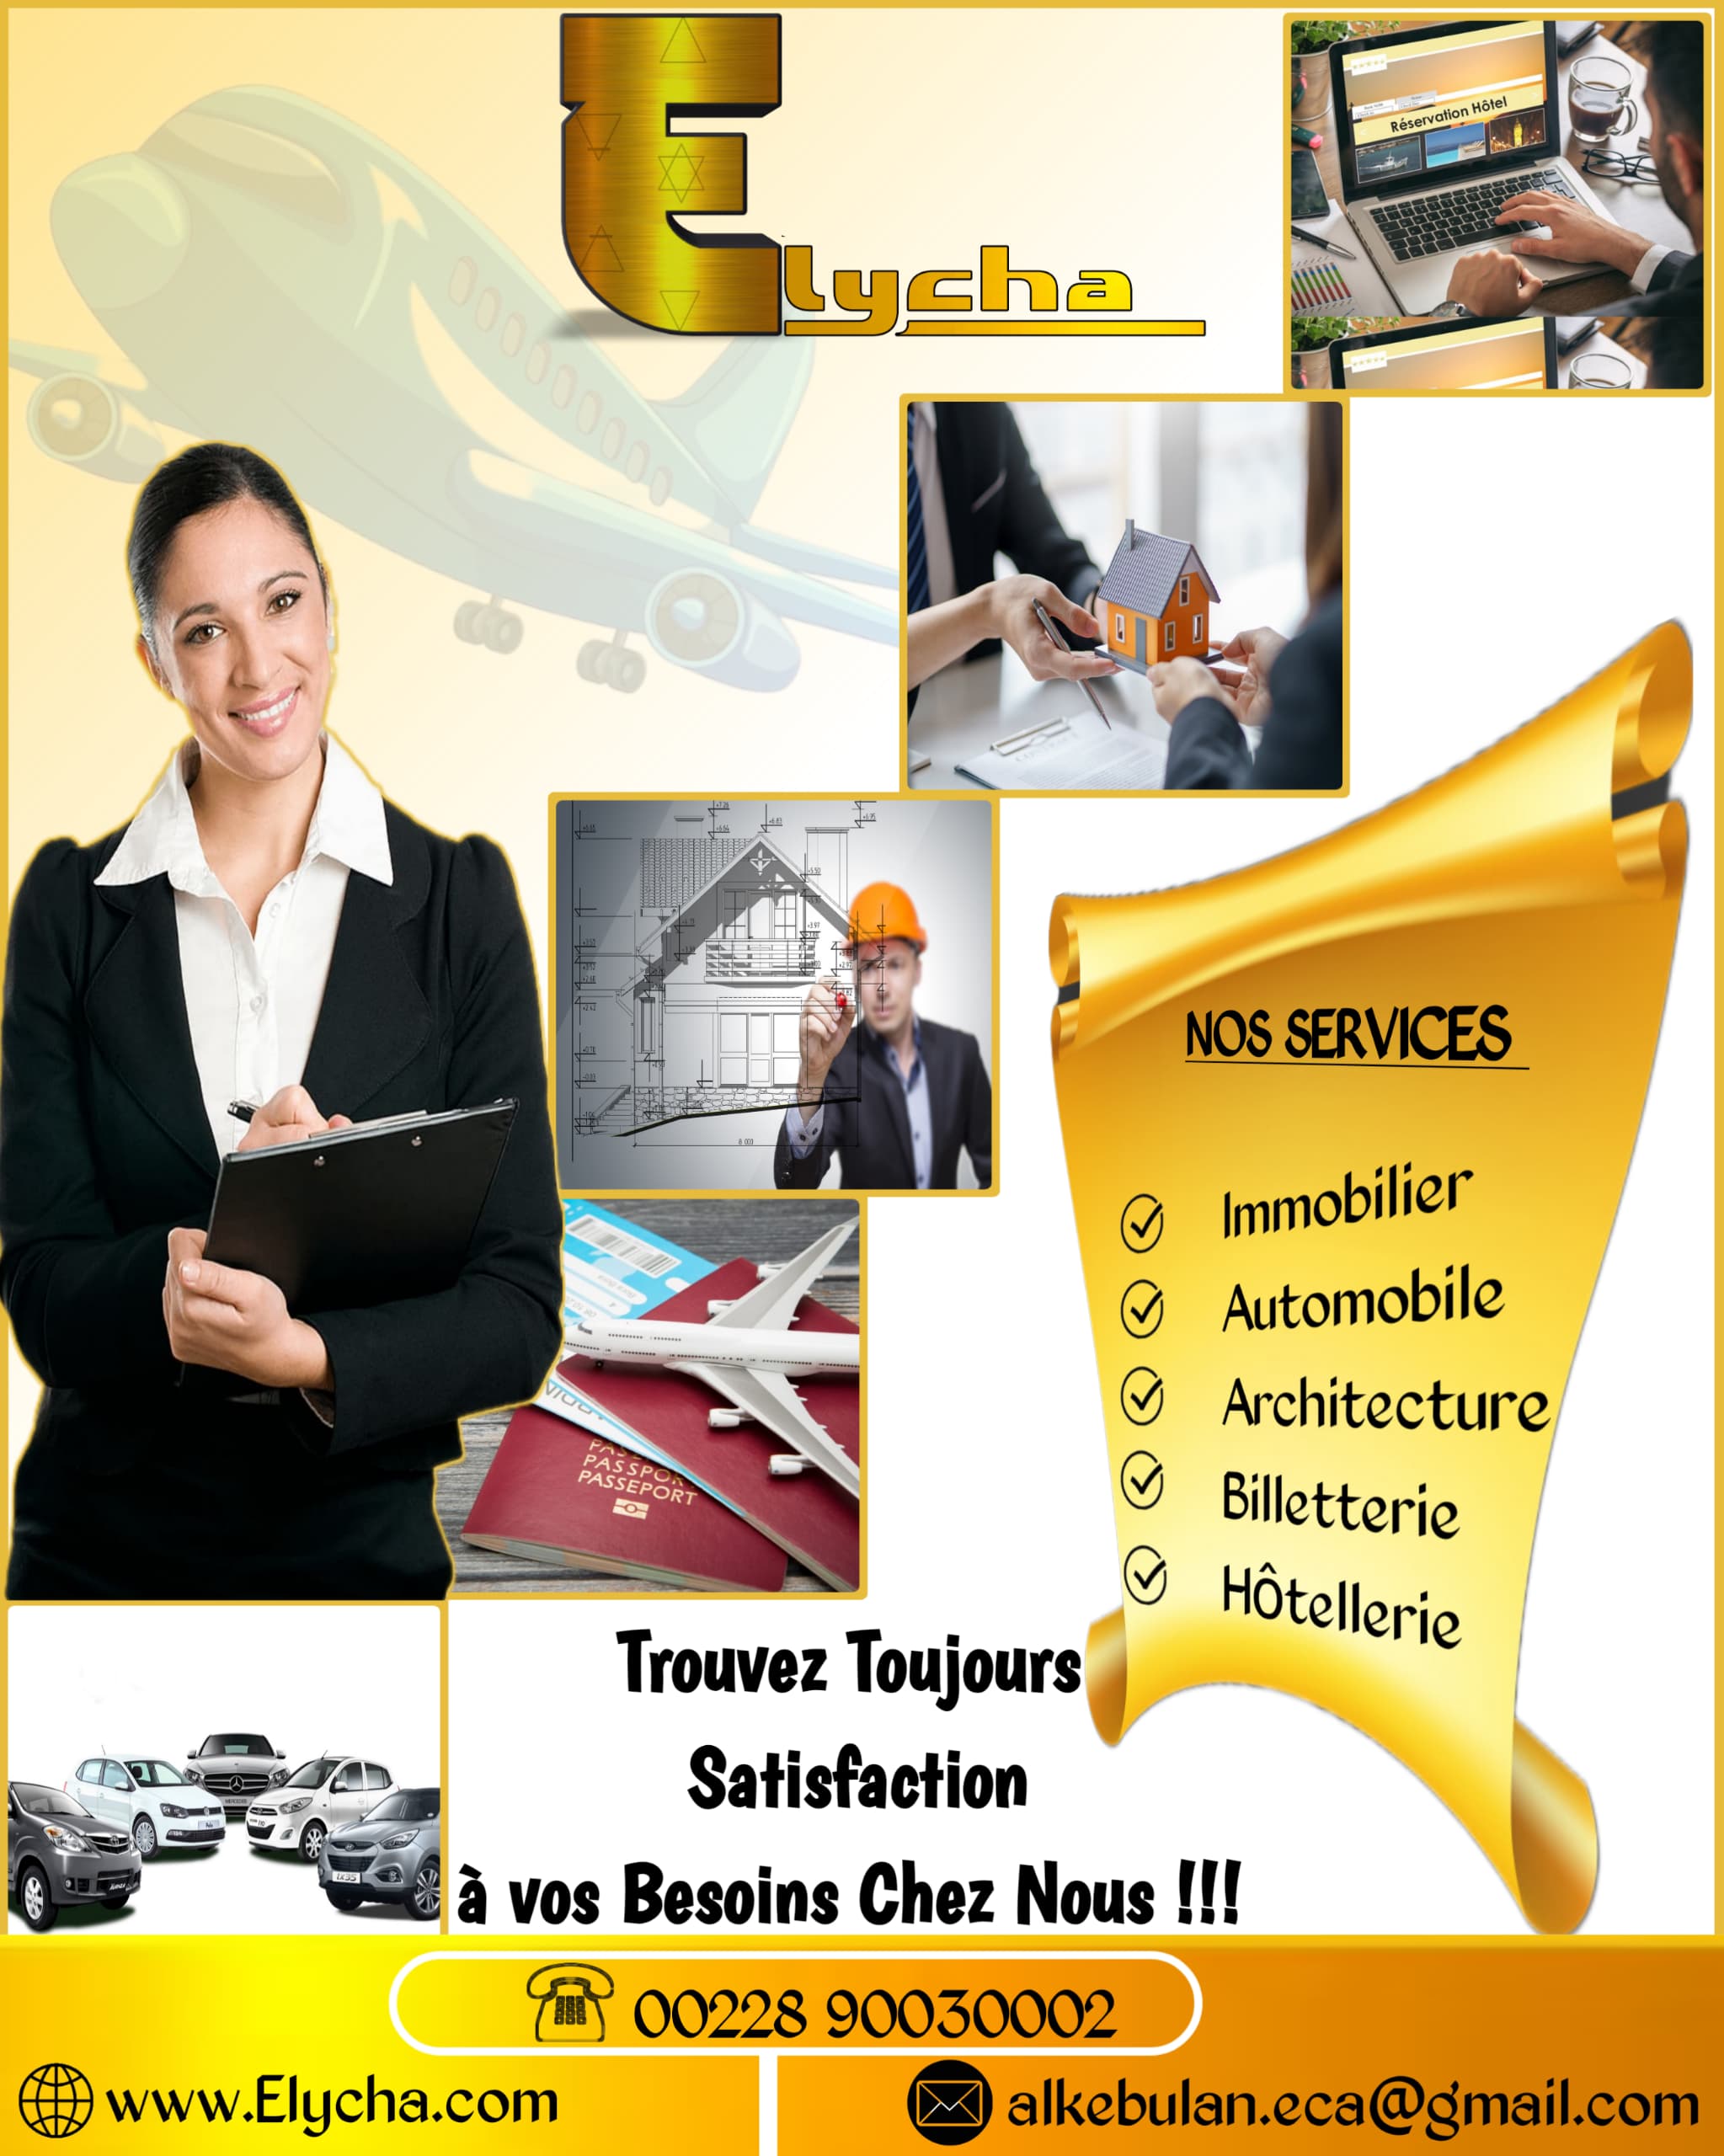 Elycha
Réservation Hôtel
NOS SERVICES
Immobilier
Automobile
Architecture
Billetterie
Hôtellerie
PASSPOR
PASSEPORT
Trouvez Toujours
Satisfaction
à vos Besoins Chez Nous !!!
00228 90030002
www.Elycha.com
alkebulan.eca@gmail.com